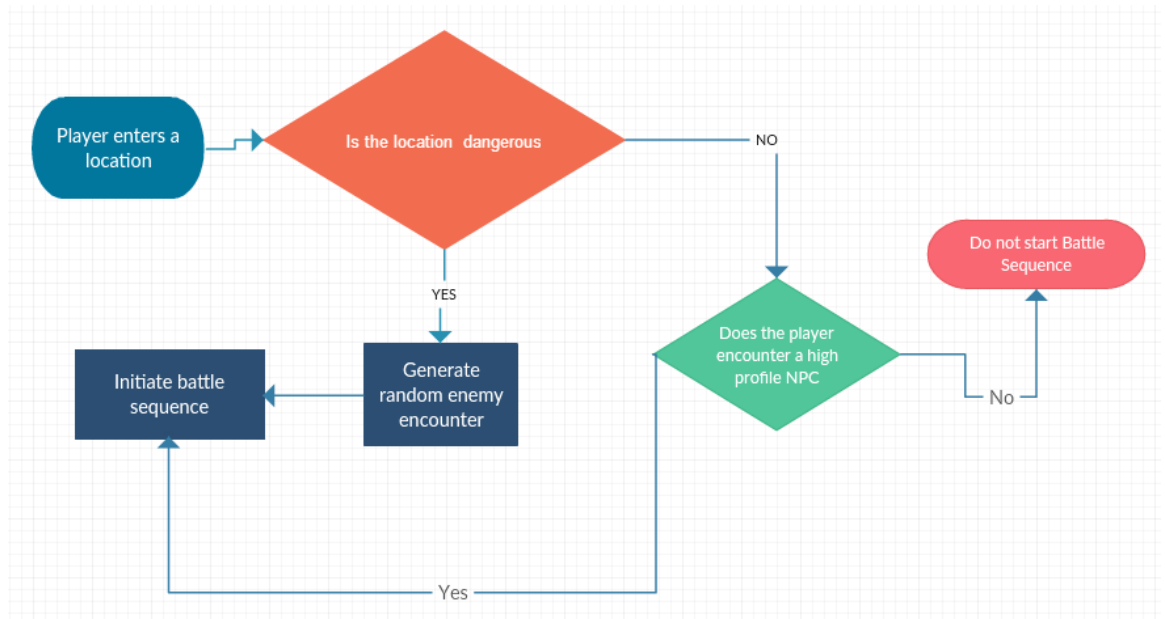 Player enters a
location
Is the location  dangerous
NO
YES
Do not start Battle
Sequence
Does the player
encounter a high
profile NPC
No
Generate
random enemy
encounter
Initiate battle
sequence
Yes